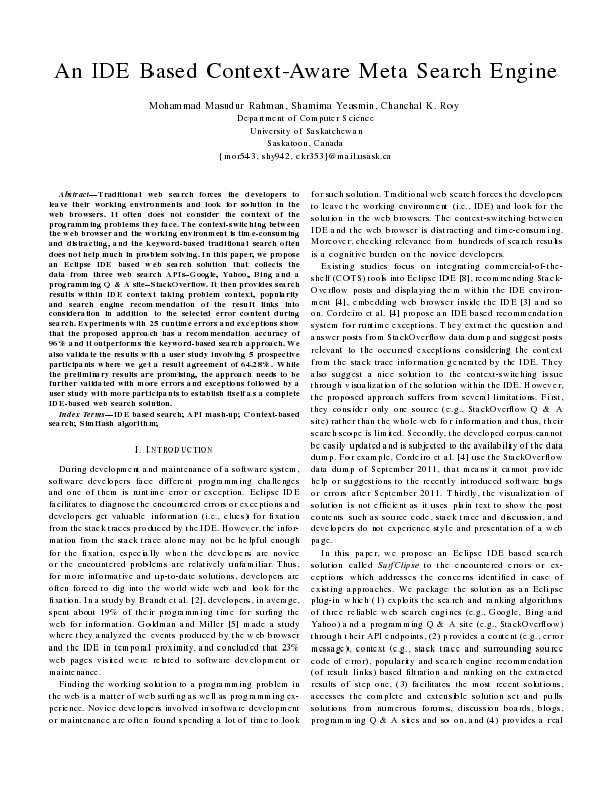 An IDE Based Context-Aware Meta Search Engine
Mohammad Masudur Rahman, Shamima Yeasmin, Chanchal K. Roy
Department of Computer Science
University of Saskatchewan
Saskatoon, Canada
{mor543, shy942, ckr353}@mail.usask.ca
Abstract—Traditional web search forces the developers to
leave their working environments and look for solution in the
web browsers. It often does not consider the context of the
programming problems they face. The context-switching between
the web browser and the working environment is time-consuming
and distracting, and the keyword-based traditional search often
does not help much in problem solving. In this paper, we propose
an Eclipse IDE based web search solution that collects the
data from three web search APIs–Google, Yahoo, Bing and a
programming Q & A site–StackOverflow. It then provides search
results within IDE context taking problem context, popularity
and search engine recommendation of the result links into
consideration in addition to the selected error content during
search. Experiments with 25 runtime errors and exceptions show
that the proposed approach has a recommendation accuracy of
96% and it outperforms the keyword-based search approach. We
also validate the results with a user study involving 5 prospective
participants where we get a result agreement of 64.28%. While
the preliminary results are promising, the approach needs to be
further validated with more errors and exceptions followed by a
user study with more participants to establish itself as a complete
IDE-based web search solution.
Index Terms—IDE based search; API mash-up; Context-based
search; SimHash algorithm;
I. INTRODUCTION
During development and maintenance of a software system,
software developers face different programming challenges
and one of them is runtime error or exception. Eclipse IDE
facilitates to diagnose the encountered errors or exceptions and
developers get valuable information (i.e., clues) for fixation
from the stack traces produced by the IDE. However, the infor-
mation from the stack trace alone may not be helpful enough
for the fixation, especially when the developers are novice
or the encountered problems are relatively unfamiliar. Thus,
for more informative and up-to-date solutions, developers are
often forced to dig into the world wide web and look for the
fixation. In a study by Brandt et al. [2], developers, in average,
spent about 19% of their programing time for surfing the
web for information. Goldman and Miller [5] made a study
where they analyzed the events produced by the web browser
and the IDE in temporal proximity, and concluded that 23%
web pages visited were related to software development or
maintenance.
Finding the working solution to a programming problem in
the web is a matter of web surfing as well as programming ex-
perience. Novice developers involved in software development
or maintenance are often found spending a lot of time to look
for such solution. Traditional web search forces the developers
to leave the working environment (i.e., IDE) and look for the
solution in the web browsers. The context-switching between
IDE and the web browser is distracting and time-consuming.
Moreover, checking relevance from hundreds of search results
is a cognitive burden on the novice developers.
Existing studies focus on integrating commercial-of-the-
shelf (COTS) tools into Eclipse IDE [8], recommending Stack-
Overflow posts and displaying them within the IDE environ-
ment [4], embedding web browser inside the IDE [3] and so
on. Cordeiro et al. [4] propose an IDE based recommendation
system for runtime exceptions. They extract the question and
answer posts from StackOverflow data dump and suggest posts
relevant to the occurred exceptions considering the context
from the stack trace information generated by the IDE. They
also suggest a nice solution to the context-switching issue
through visualization of the solution within the IDE. However,
the proposed approach suffers from several limitations. First,
they consider only one source (e.g., StackOverflow Q & A
site) rather than the whole web for information and thus, their
search scope is limited. Secondly, the developed corpus cannot
be easily updated and is subjected to the availability of the data
dump. For example, Cordeiro et al. [4] use the StackOverflow
data dump of September 2011, that means it cannot provide
help or suggestions to the recently introduced software bugs
or errors after September 2011. Thirdly, the visualization of
solution is not efficient as it uses plain text to show the post
contents such as source code, stack trace and discussion, and
developers do not experience style and presentation of a web
page.
In this paper, we propose an Eclipse IDE based search
solution called SurfClipse to the encountered errors or ex-
ceptions which addresses the concerns identified in case of
existing approaches. We package the solution as an Eclipse
plug-in which (1) exploits the search and ranking algorithms
of three reliable web search engines (e.g., Google, Bing and
Yahoo) and a programming Q & A site (e.g., StackOverflow)
through their API endpoints, (2) provides a content (e.g., error
message), context (e.g., stack trace and surrounding source
code of error), popularity and search engine recommendation
(of result links) based filtration and ranking on the extracted
results of step one, (3) facilitates the most recent solutions,
accesses the complete and extensible solution set and pulls
solutions from numerous forums, discussion boards, blogs,
programming Q & A sites and so on, and (4) provides a real